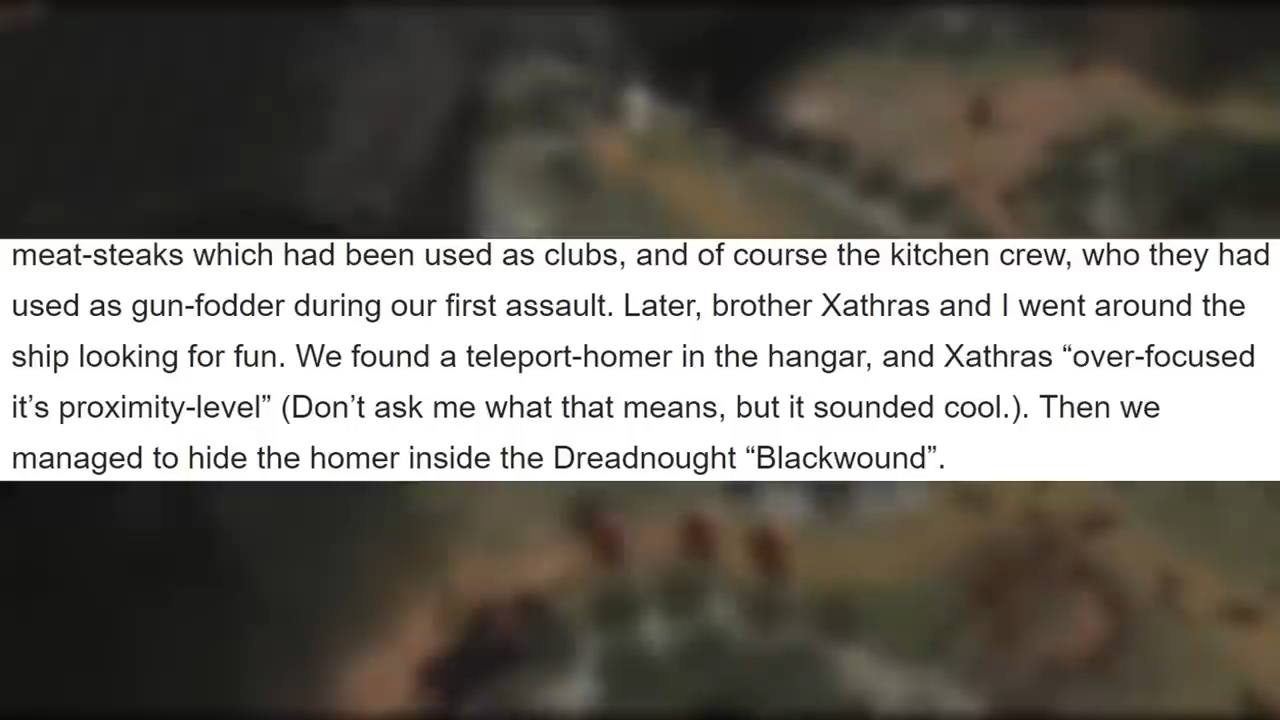 meat-steaks which had been used as clubs, and of course the kitchen crew, who they had
used as gun-fodder during our first assault. Later, brother Xathras and I went around the
ship looking for fun. We found a teleport-homer in the hangar, and Xathras “over-focused
it’s proximity-level” (Don’t ask me what that means, but it sounded cool.). Then we
managed to hide the homer inside the Dreadnought “Blackwound”.